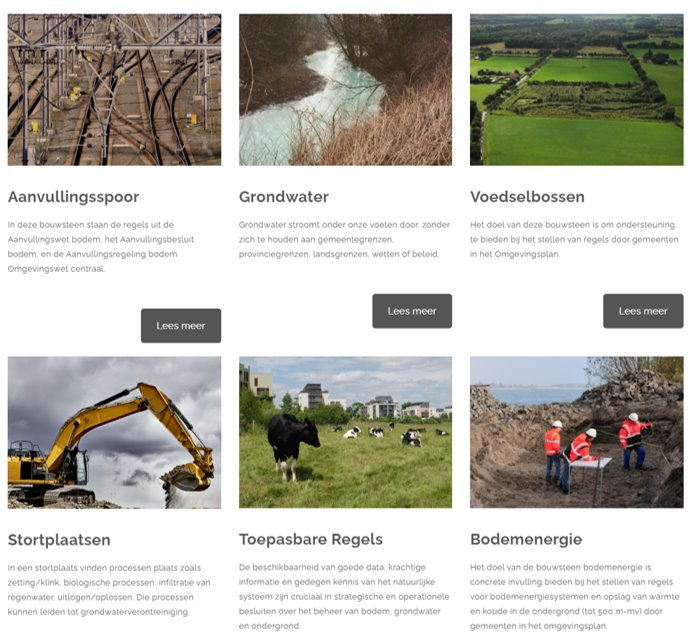 Aanvullingsspoor
In deze bouwsteen staan de regels uit de
Aanvullingswet bodem, het Aanvullingsbesluit
bodem, en de Aanvullingsregeling bodem
Omgevingswet centraal.
Lees meer
Grondwater
Grondwater stroomt onder onze voeten door, zonder
zich te houden aan gemeentegrenzen,
provinciegrenzen, landsgrenzen, wetten of beleid.
Lees meer
Voedselbossen
Het doel van deze bouwsteen is om ondersteuning
te bieden bij het stellen van regels door gemeenten
in het Omgevingsplan.
Lees meer
Stortplaatsen
In een stortplaats vinden processen plaats zoals
zetting/klink, biologische processen, infiltratie van
regenwater, uitlogen/oplossen. Die processen
kunnen leiden tot grondwaterverontreiniging.
Toepasbare Regels
De beschikbaarheid van goede data, krachtige
informatie en gedegen kennis van het natuurlijke
systeem zijn cruciaal in strategische en operationele
besluiten over het beheer van bodem, grondwater
en ondergrond.
Bodemenergie
Het doel van de bouwsteen bodemenergie is
concrete invulling bieden bij het stellen van regels
voor bodemenergiesystemen en opslag van warmte
en koude in de ondergrond (tot 500 m-mv) door
gemeenten in het omgevingsplan.